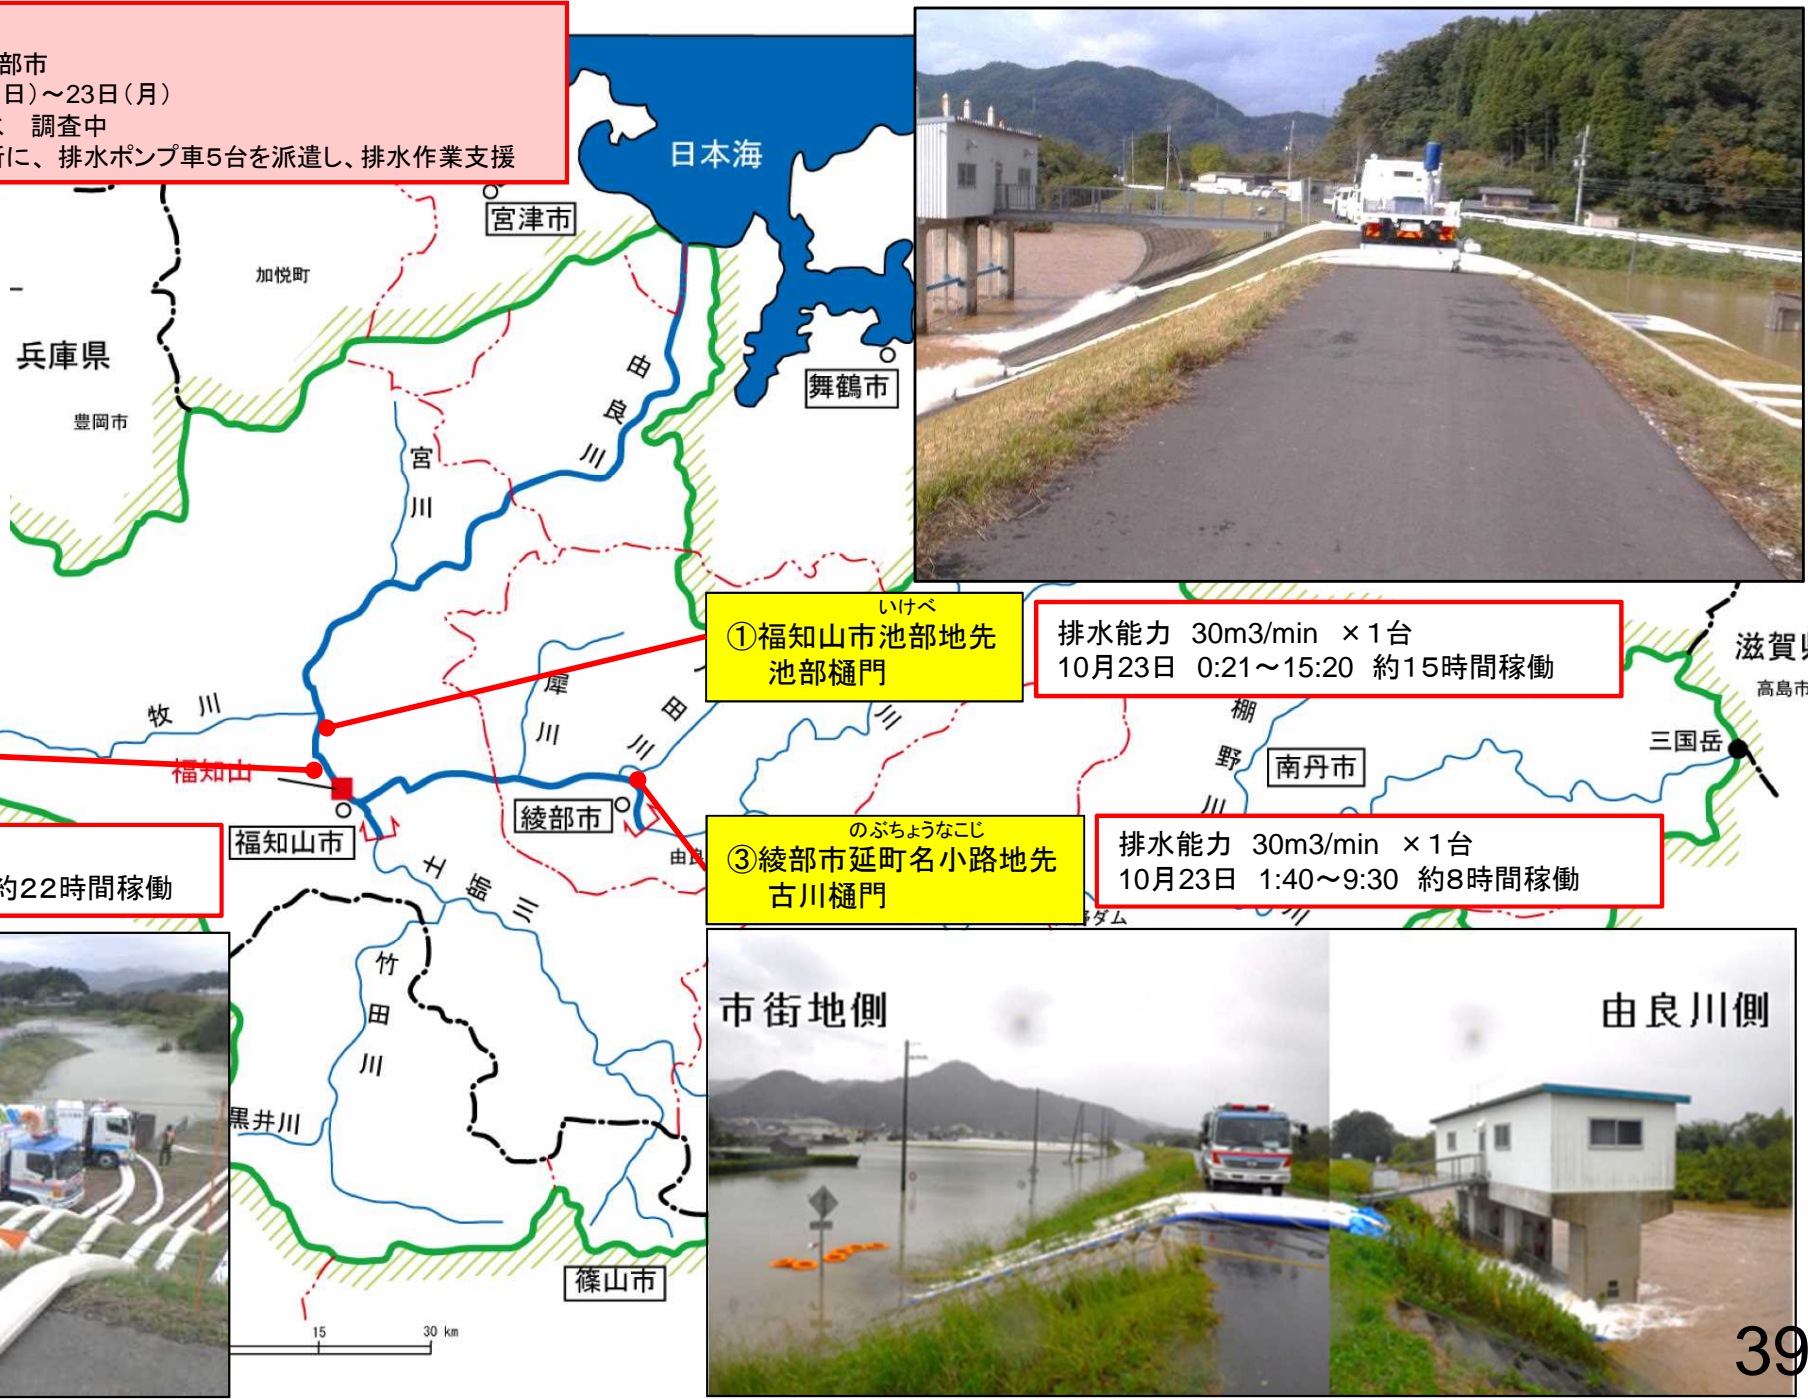 部市
日)～23日(月)
調査中
に、排水ポンプ車5台を派遣し、排水作業支援
日本海
宮津市
加悦町
兵庫県
豊岡市
舞鶴市
由良川
宮川
いけべ
①福知山市池部地先
池部樋門
排水能力 30m3/min ×1台
10月23日 0:21～15:20 約15時間稼働
滋賀県
高島市
牧川
犀川
田川
川
棚野川
三国岳
南丹市
福知山
福知山市
綾部市
由良
約22時間稼働
のぶちょうなこじ
③綾部市延町名小路地先
古川樋門
排水能力 30m3/min ×1台
10月23日 1:40～9:30 約8時間稼働
ダム
川
土師川
竹田川
黒井川
篠山市
15
30 km
市街地側
由良川側
39